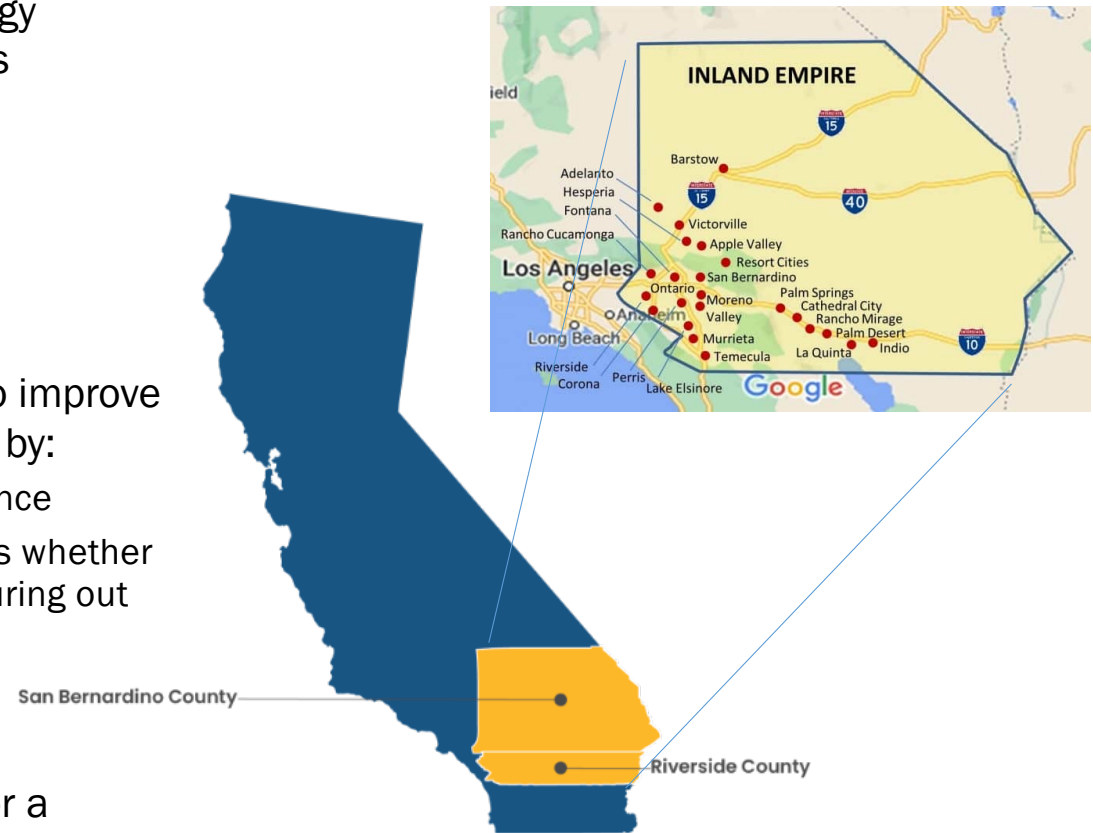 gy
s
o improve
by:
nce
s whether
uring out
r a
INLAND EMPIRE
ield
15
Barstow
Adelanto
15
40
Hesperia
Fontana
Victorville
Rancho Cucamonga
Apple Valley
Resort Cities
Los Angeles
San Bernardino
Ontario
Palm Springs
Moreno
Valley
Cathedral City
Anaheim
Rancho Mirage
Long Beach
Palm Desert
10
Murrieta
La Quinta
Indio
Temecula
Riverside
Corona
Perris
Lake Elsinore
Google
San Bernardino County
Riverside County